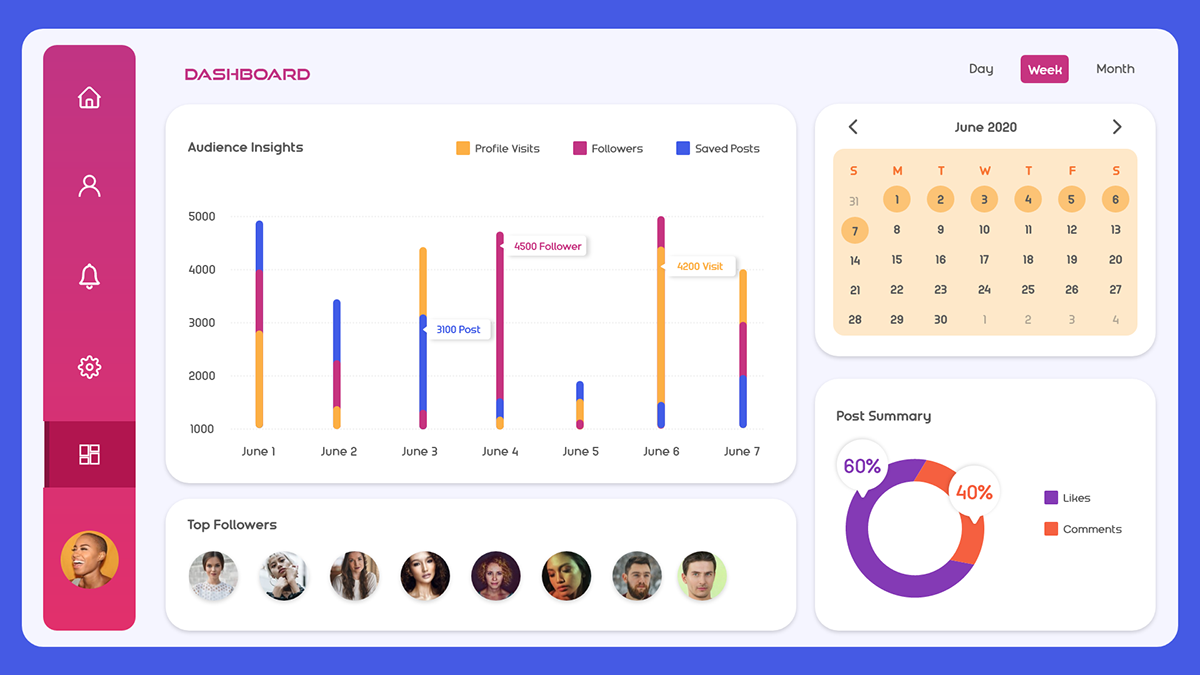 DASHBOARD
Day Week Month
Audience Insights
Profile Visits Followers Saved Posts
5000
4000
3000
2000
1000
4500 Follower
4200 Visit
3100 Post
June 1 June 2 June 3 June 4 June 5 June 6 June 7
Top Followers
June 2020
S M T W T F S
31 1 2 3 4 5 6
7 8 9 10 11 12 13
14 15 16 17 18 19 20
21 22 23 24 25 26 27
28 29 30 1 2 3 4
Post Summary
60%
40%
Likes
Comments